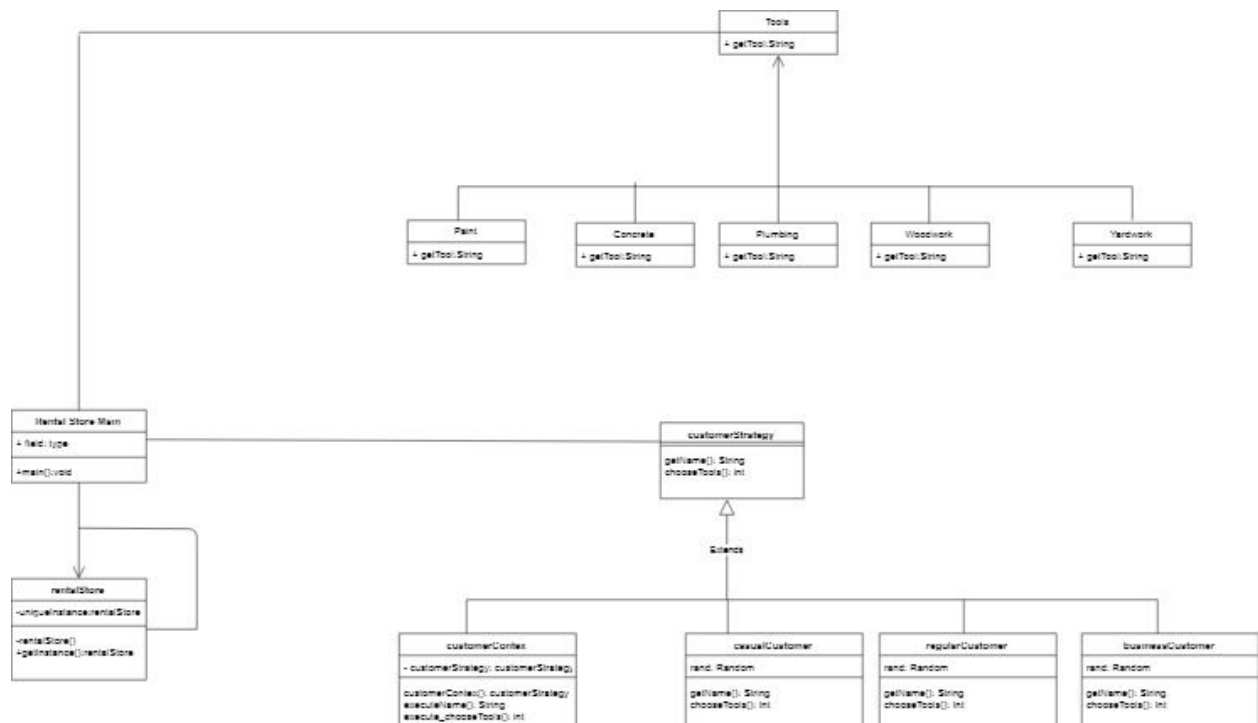 Tools
+ getTool:String
Paint
+ getTool:String
Concrete
+ getTool:String
Plumbing
+ getTool:String
Woodwork
+ getTool:String
Yardwork
+ getTool:String
Rental Store Main
+ field: type
+main():void
customerStrategy
getName(): String
chooseTools(): int
Extends
rentalStore
-uniqueInstance:rentalStore
-rentalStore()
+getInstance():rentalStore
customerContex
- customerStrategy: customerStrategy
customerContex(): customerStrategy
executeName(): String
execute_chooseTools(): int
casualCustomer
rand: Random
getName(): String
chooseTools(): int
regularCustomer
rand: Random
getName(): String
chooseTools(): int
businessCustomer
rand: Random
getName(): String
chooseTools(): int